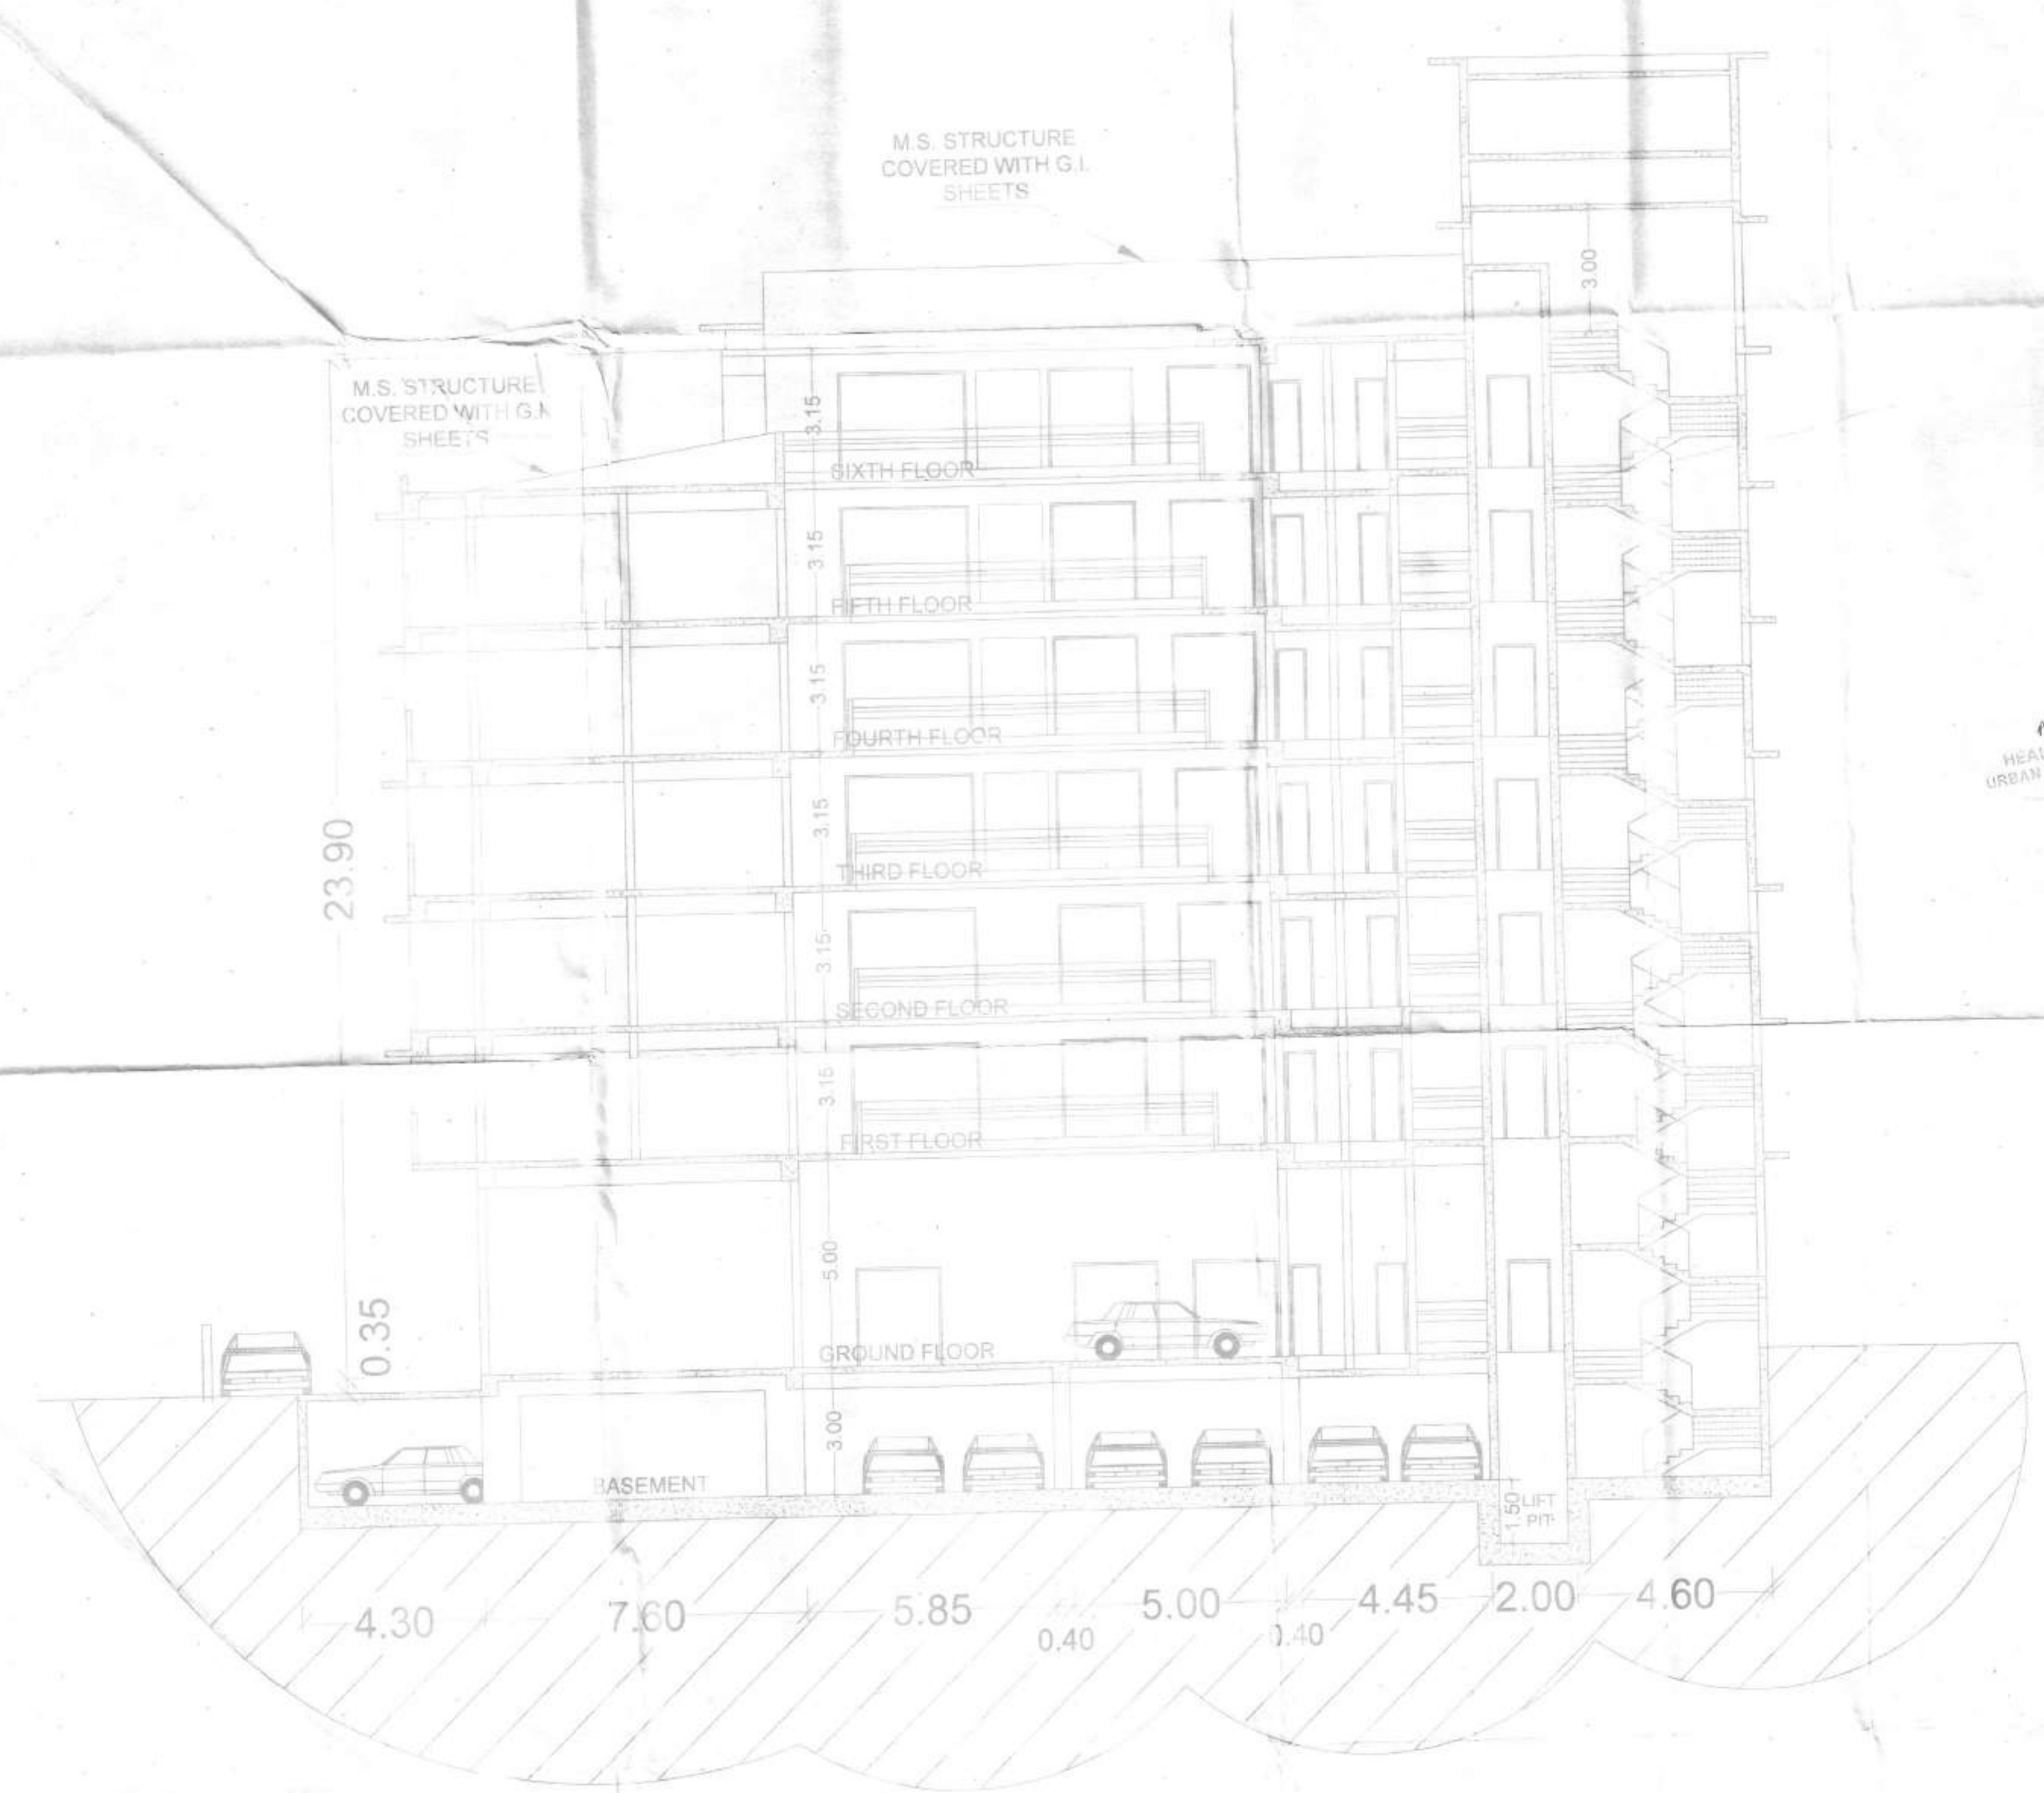 M.S. STRUCTURE
COVERED WITH G.I.
SHEETS
3.00
M.S. STRUCTURE
COVERED WITH G.I.
SHEETS
3.15
SIXTH FLOOR
3.15
FIFTH FLOOR
3.15
FOURTH FLOOR
23.90
3.15
THIRD FLOOR
3.15
SECOND FLOOR
3.15
FIRST FLOOR
5.00
0.35
GROUND FLOOR
3.00
BASEMENT
1.50
LIFT
PIT
4.30
7.60
5.85
0.40
5.00
0.40
4.45
2.00
4.60
URBAN